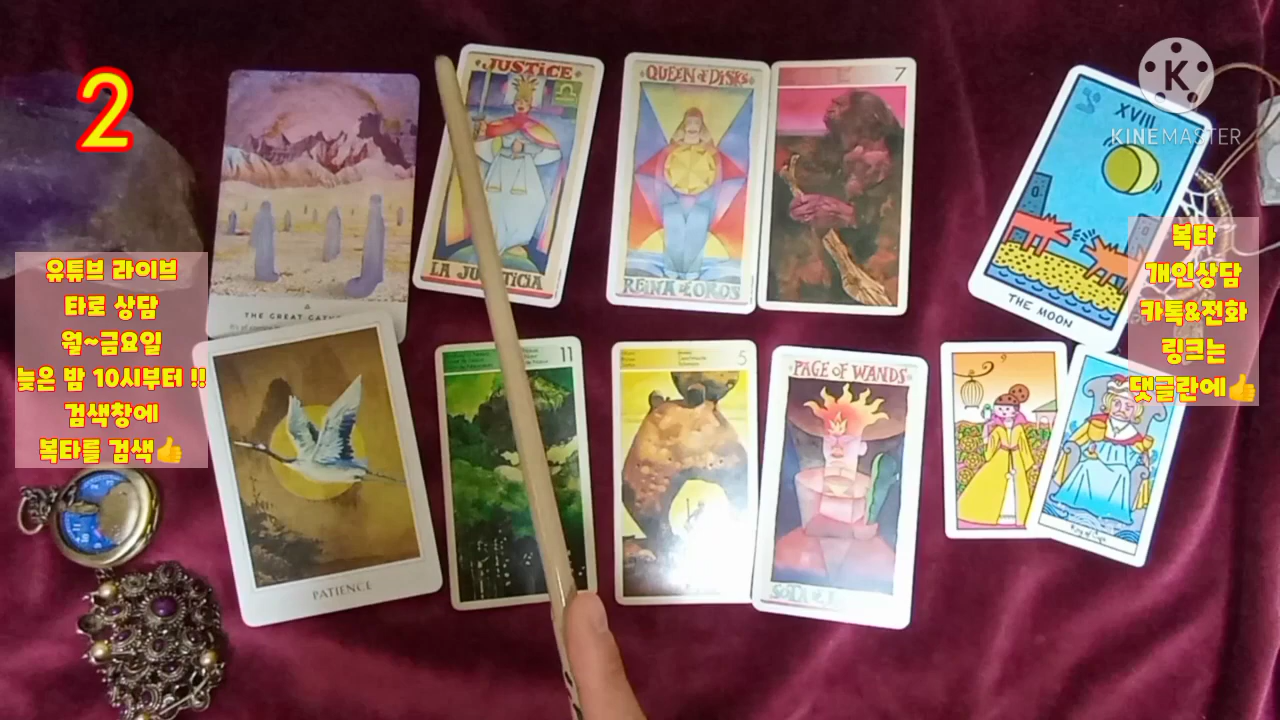 2
JUSTiCE
LA JUSTICIA
QUEEN of DiSKS
REINA DE OROS
7
XVIII
THE MOON
KINEMASTER
K
유튜브 라이브
타로 상담
월~금요일
늦은 밤 10시부터 !!
검색창에
복타를 검색👍
복타
개인상담
카톡&전화
링크는
댓글란에👍
THE GREAT
PATIENCE
11
5
PAGE OF WANDS
King of Cups